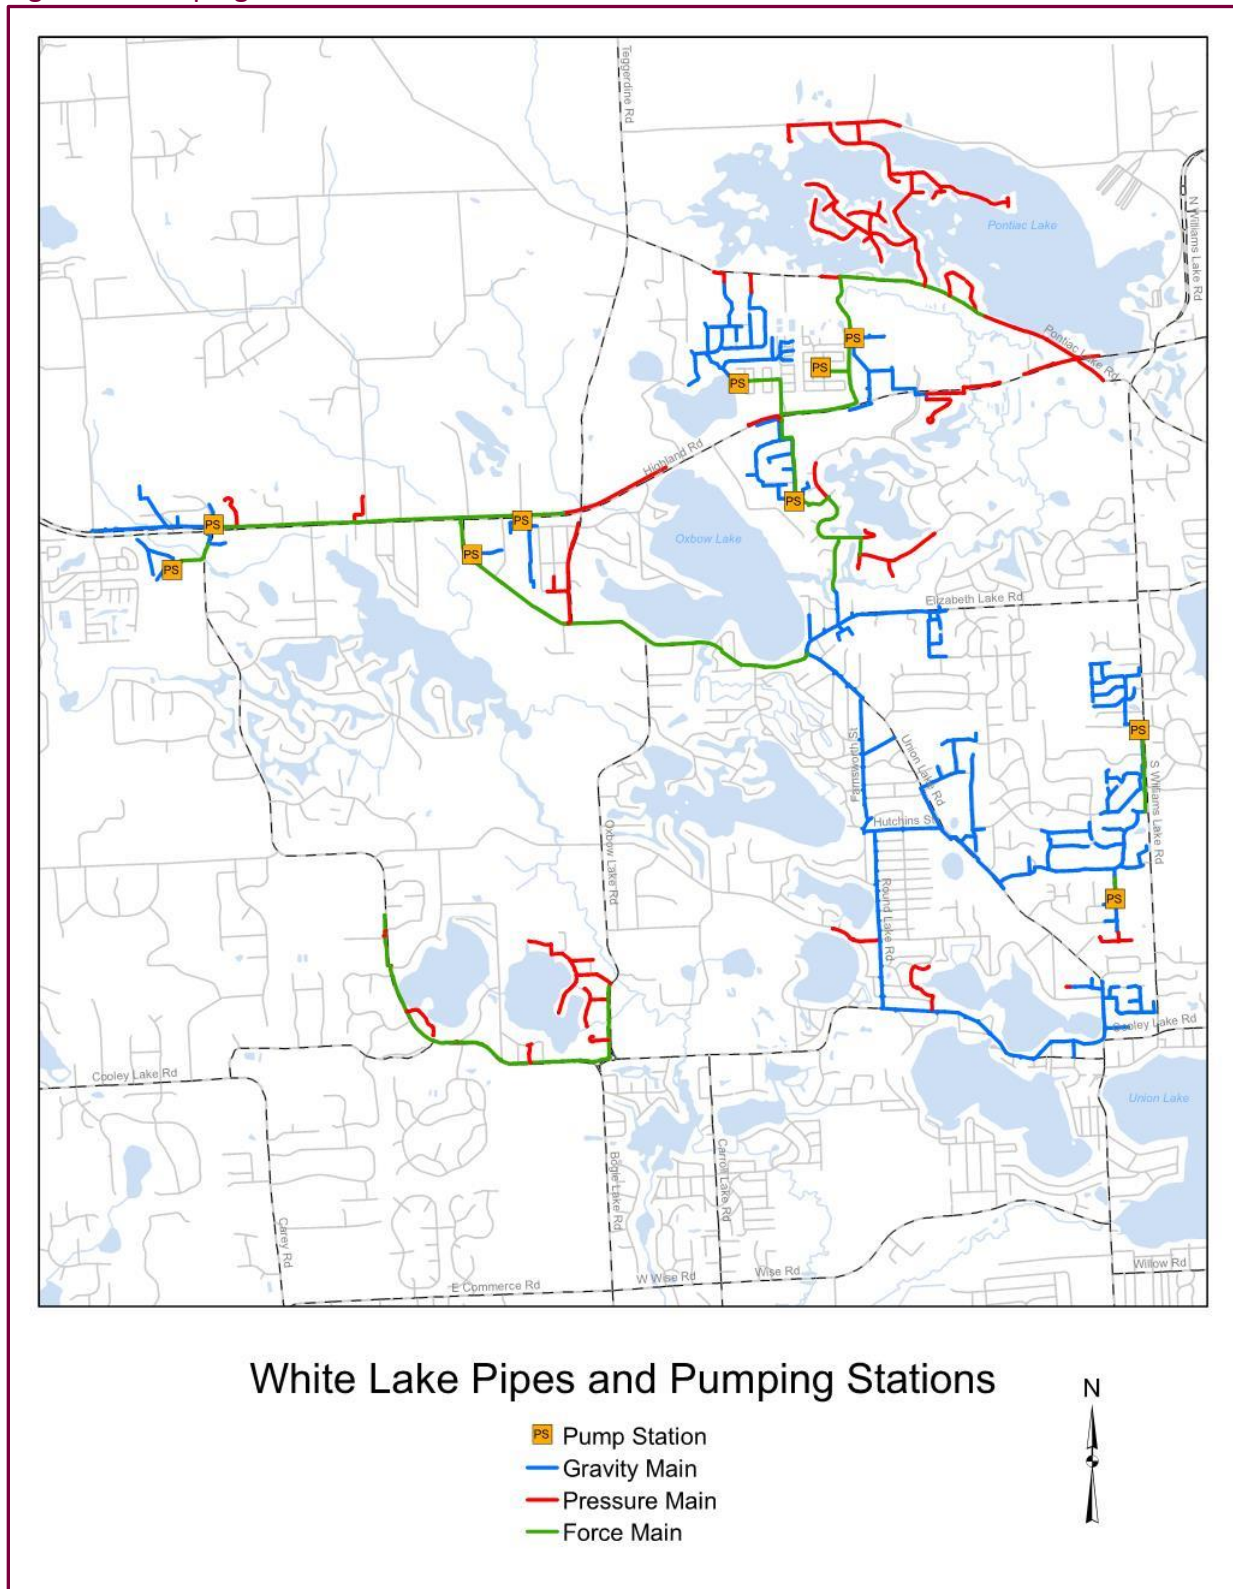 Teggerdine Rd
N Williams Lake Rd
Pontiac Lake
Pontiac Lake Rd
PS
PS
PS
Highland Rd
PS
PS
PS
Oxbow Lake
PS
PS
Elizabeth Lake Rd
PS
Farnsworth St
Union Lake Rd
S Williams Lake Rd
Hutchins St
Oxbow Lake Rd
Round Lake Rd
PS
Cooley Lake Rd
Cooley Lake Rd
Union Lake
Carroll Lake Rd
Bogie Lake Rd
Carey Rd
Willow Rd
Wise Rd
W Wise Rd
E Commerce Rd
White Lake Pipes and Pumping Stations
N
PS Pump Station
Gravity Main
Pressure Main
Force Main